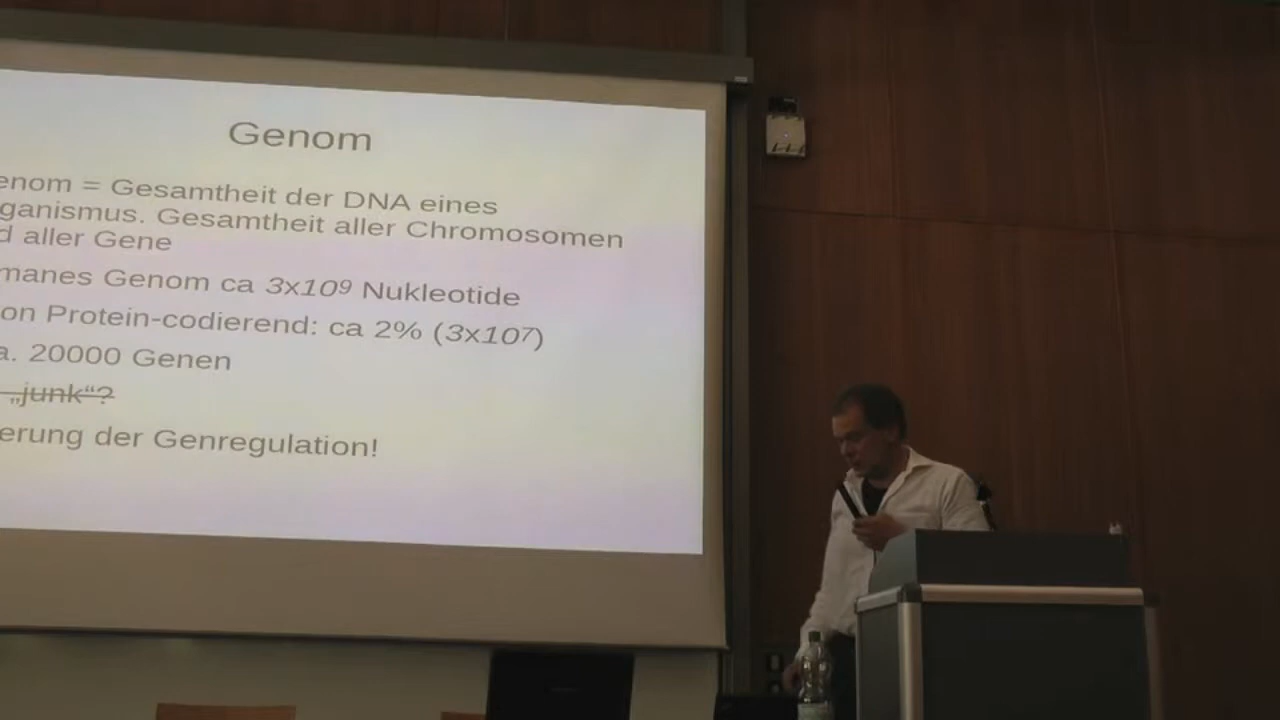 Genom
enom = Gesamtheit der DNA eines
ganismus. Gesamtheit aller Chromosomen
d aller Gene
manes Genom ca 3x10⁹ Nukleotide
on Protein-codierend: ca 2% (3x10⁷)
a. 20000 Genen
„junk“?
erung der Genregulation!